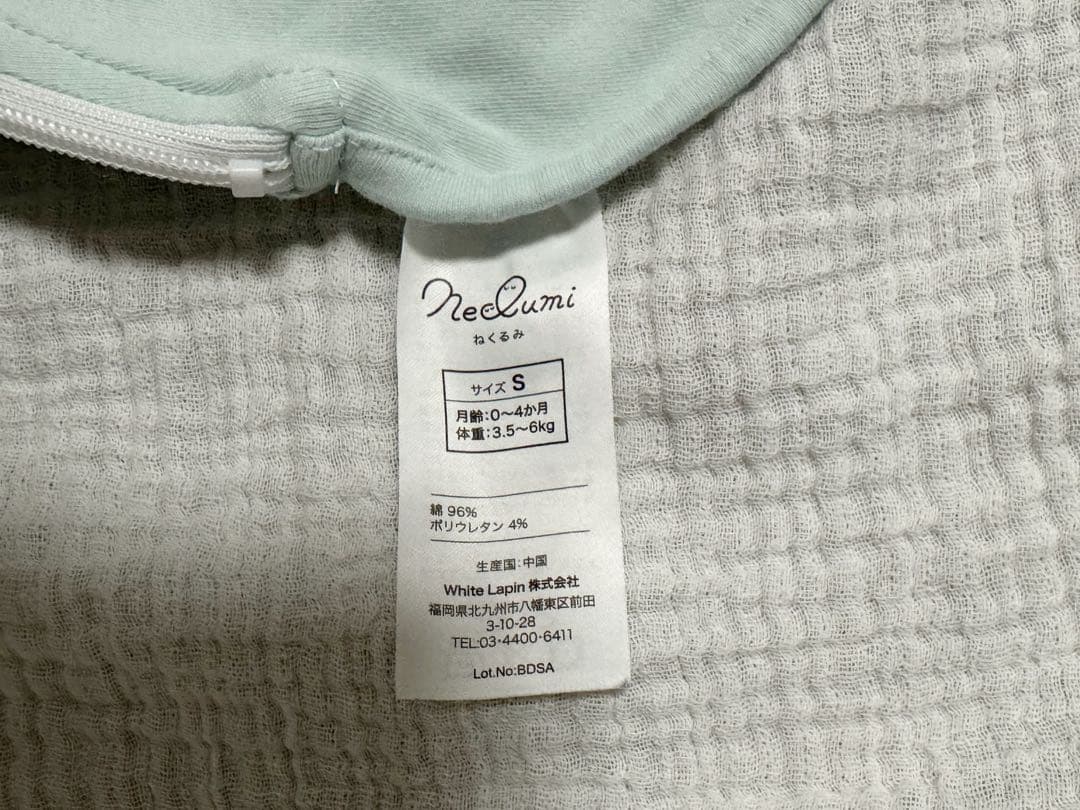 neQumi
ねくるみ
サイズ S
月齢:0〜4か月
体重:3.5〜6kg
綿 96%
ポリウレタン 4%
生産国:中国
White Lapin 株式会社
福岡県北九州市八幡東区前田
3-10-28
TEL:03-4400-6411
Lot.No:BDSA